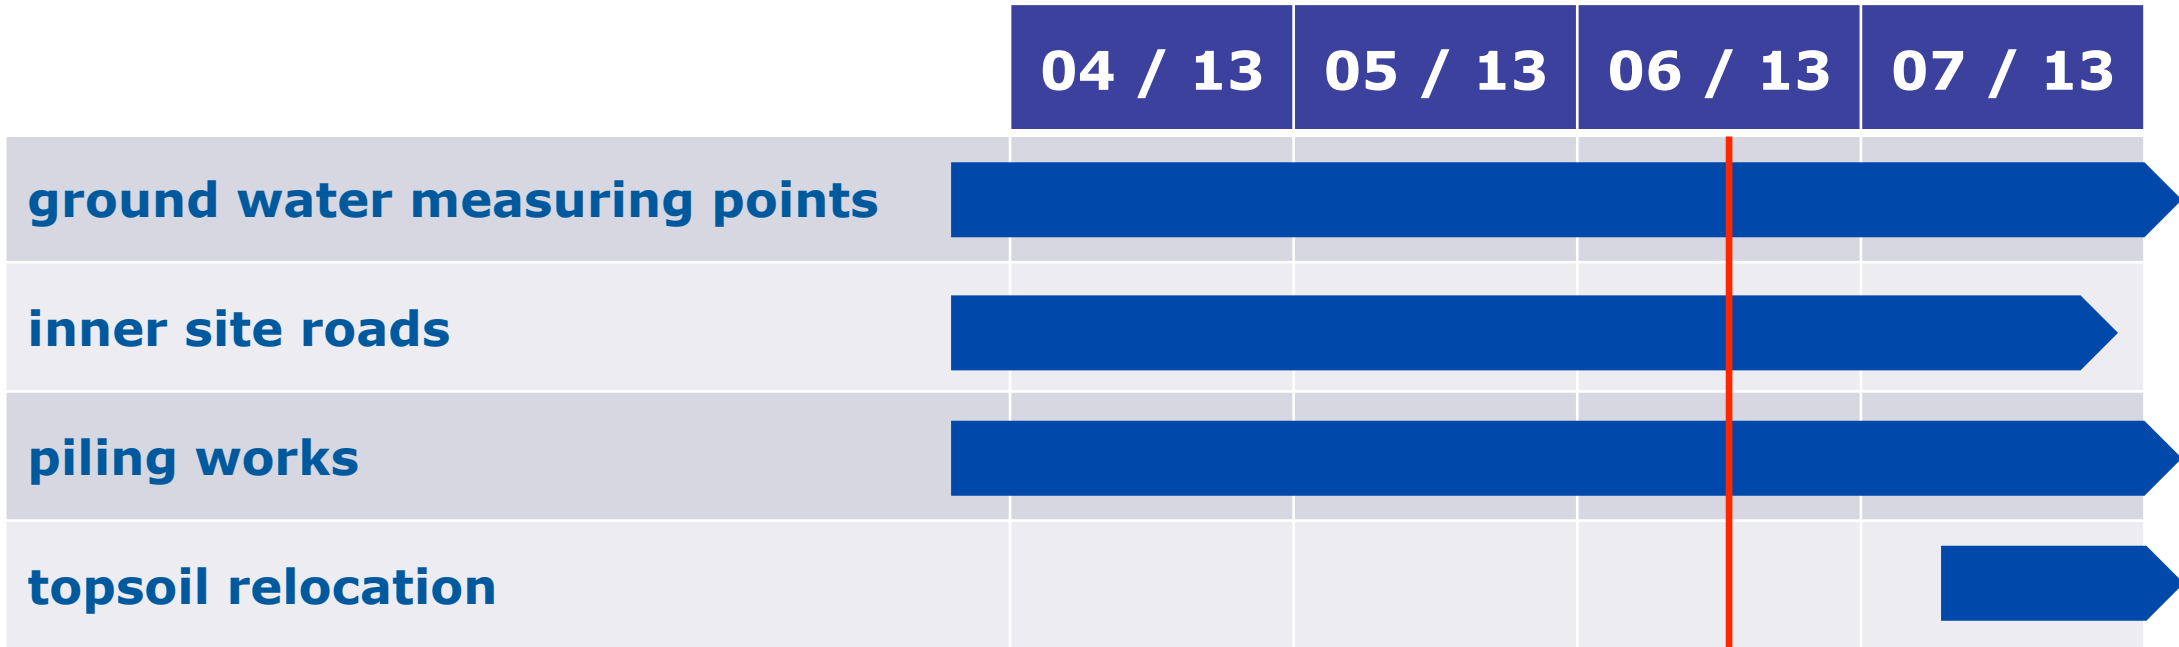 04 / 13 05 / 13 06 / 13 07 / 13
ground water measuring points
inner site roads
piling works
topsoil relocation